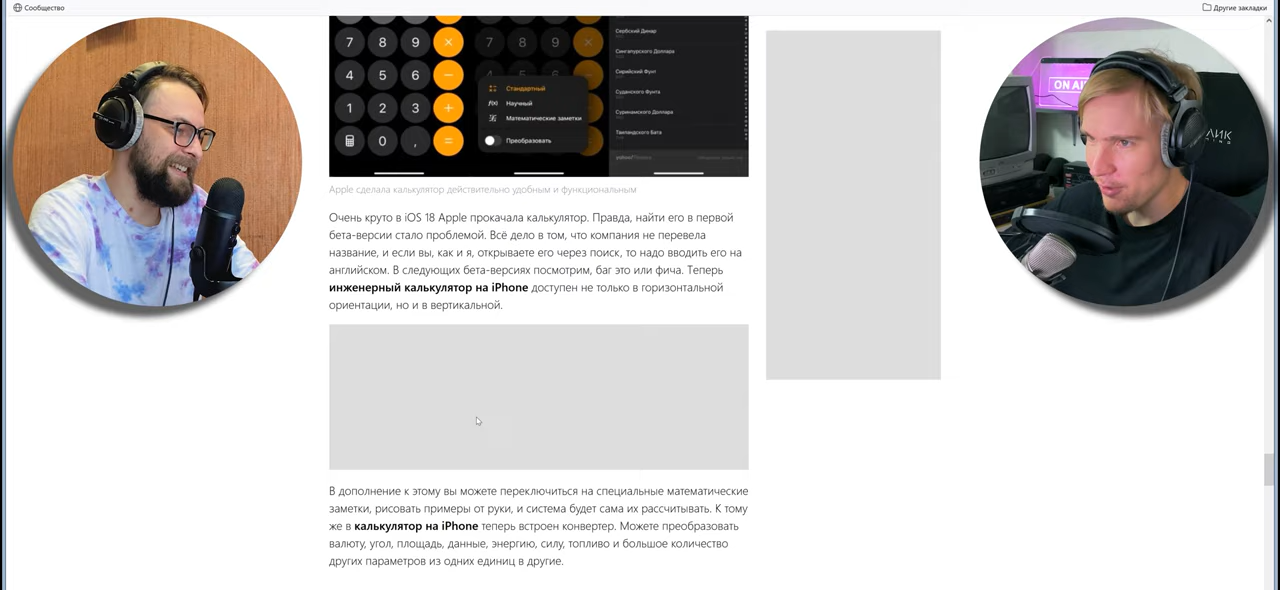 Сообщество
Другие закладки
7 8 9 × 7 8 9 ×
4 5 6 −
1 2 3 +
0 , =
Стандартный
Научный
Математические заметки
Преобразовать
Сербский Динар
Сингапурского Доллара
Сирийский Фунт
Суданского Фунта
Суринамского Доллара
Таиландского Бата
ON AI
Apple сделала калькулятор действительно удобным и функциональным
Очень круто в iOS 18 Apple прокачала калькулятор. Правда, найти его в первой
бета-версии стало проблемой. Всё дело в том, что компания не перевела
название, и если вы, как и я, открываете его через поиск, то надо вводить его на
английском. В следующих бета-версиях посмотрим, баг это или фича. Теперь
инженерный калькулятор на iPhone доступен не только в горизонтальной
ориентации, но и в вертикальной.
В дополнение к этому вы можете переключиться на специальные математические
заметки, рисовать примеры от руки, и система будет сама их рассчитывать. К тому
же в калькулятор на iPhone теперь встроен конвертер. Можете преобразовать
валюту, угол, площадь, данные, энергию, силу, топливо и большое количество
других параметров из одних единиц в другие.